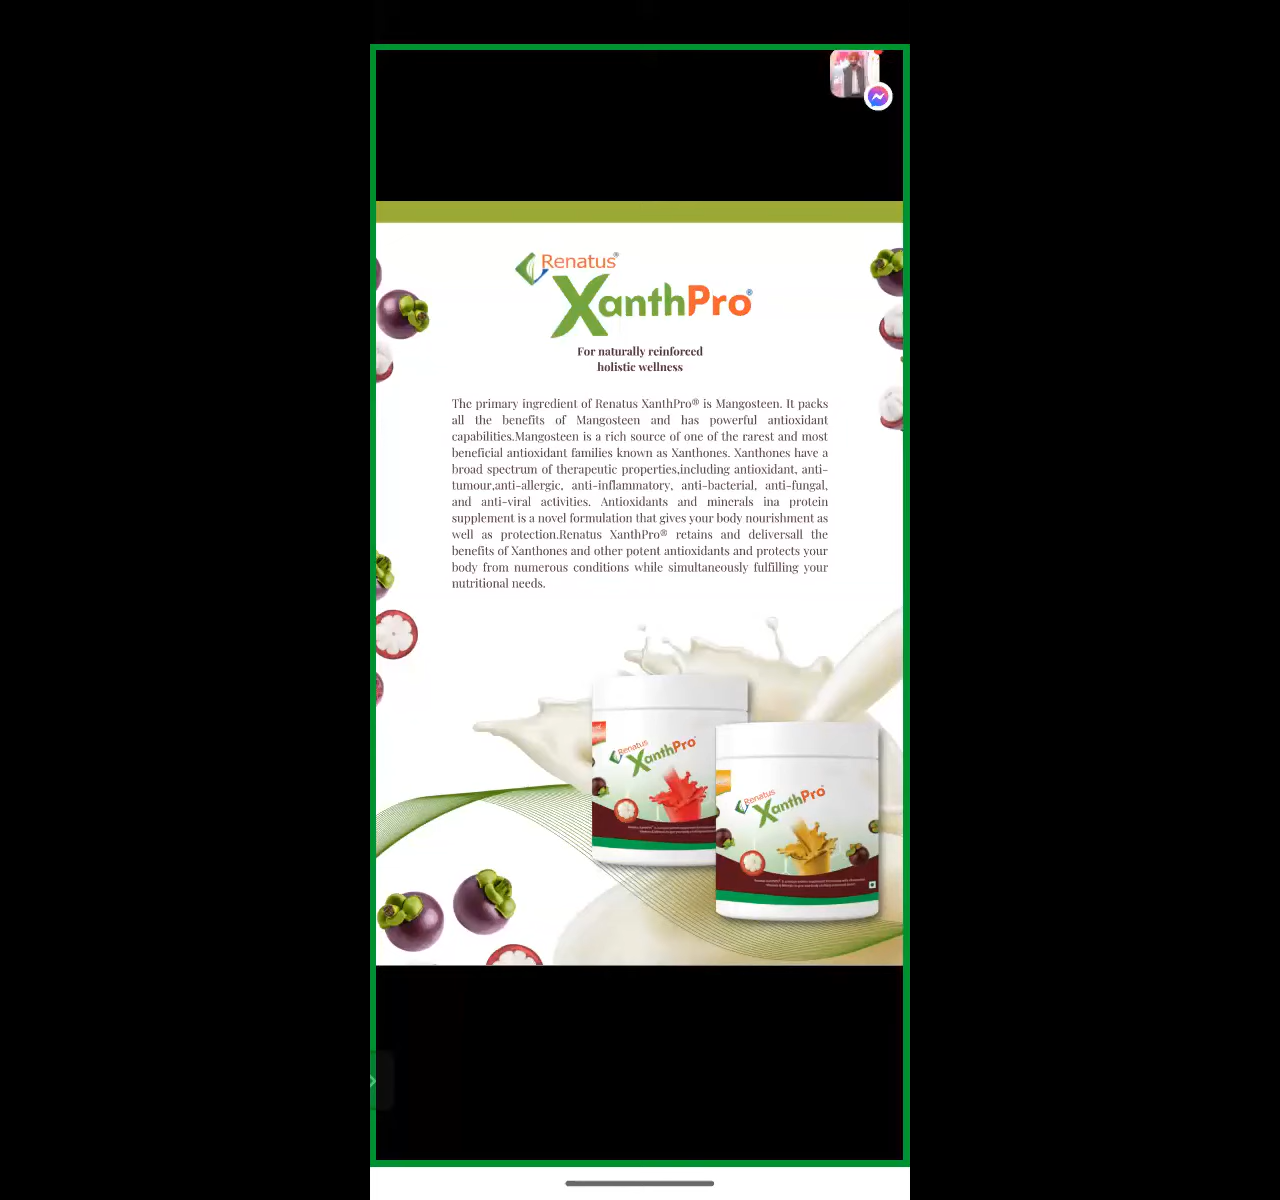 Renatus®
XanthPro®
For naturally reinforced
holistic wellness
The primary ingredient of Renatus XanthPro® is Mangosteen. It packs
all the benefits of Mangosteen and has powerful antioxidant
capabilities.Mangosteen is a rich source of one of the rarest and most
beneficial antioxidant families known as Xanthones. Xanthones have a
broad spectrum of therapeutic properties,including antioxidant, anti-
tumour,anti-allergic, anti-inflammatory, anti-bacterial, anti-fungal,
and anti-viral activities. Antioxidants and minerals ina protein
supplement is a novel formulation that gives your body nourishment as
well as protection.Renatus XanthPro® retains and deliversall the
benefits of Xanthones and other potent antioxidants and protects your
body from numerous conditions while simultaneously fulfilling your
nutritional needs.
Renatus
XanthPro
Renatus
XanthPro